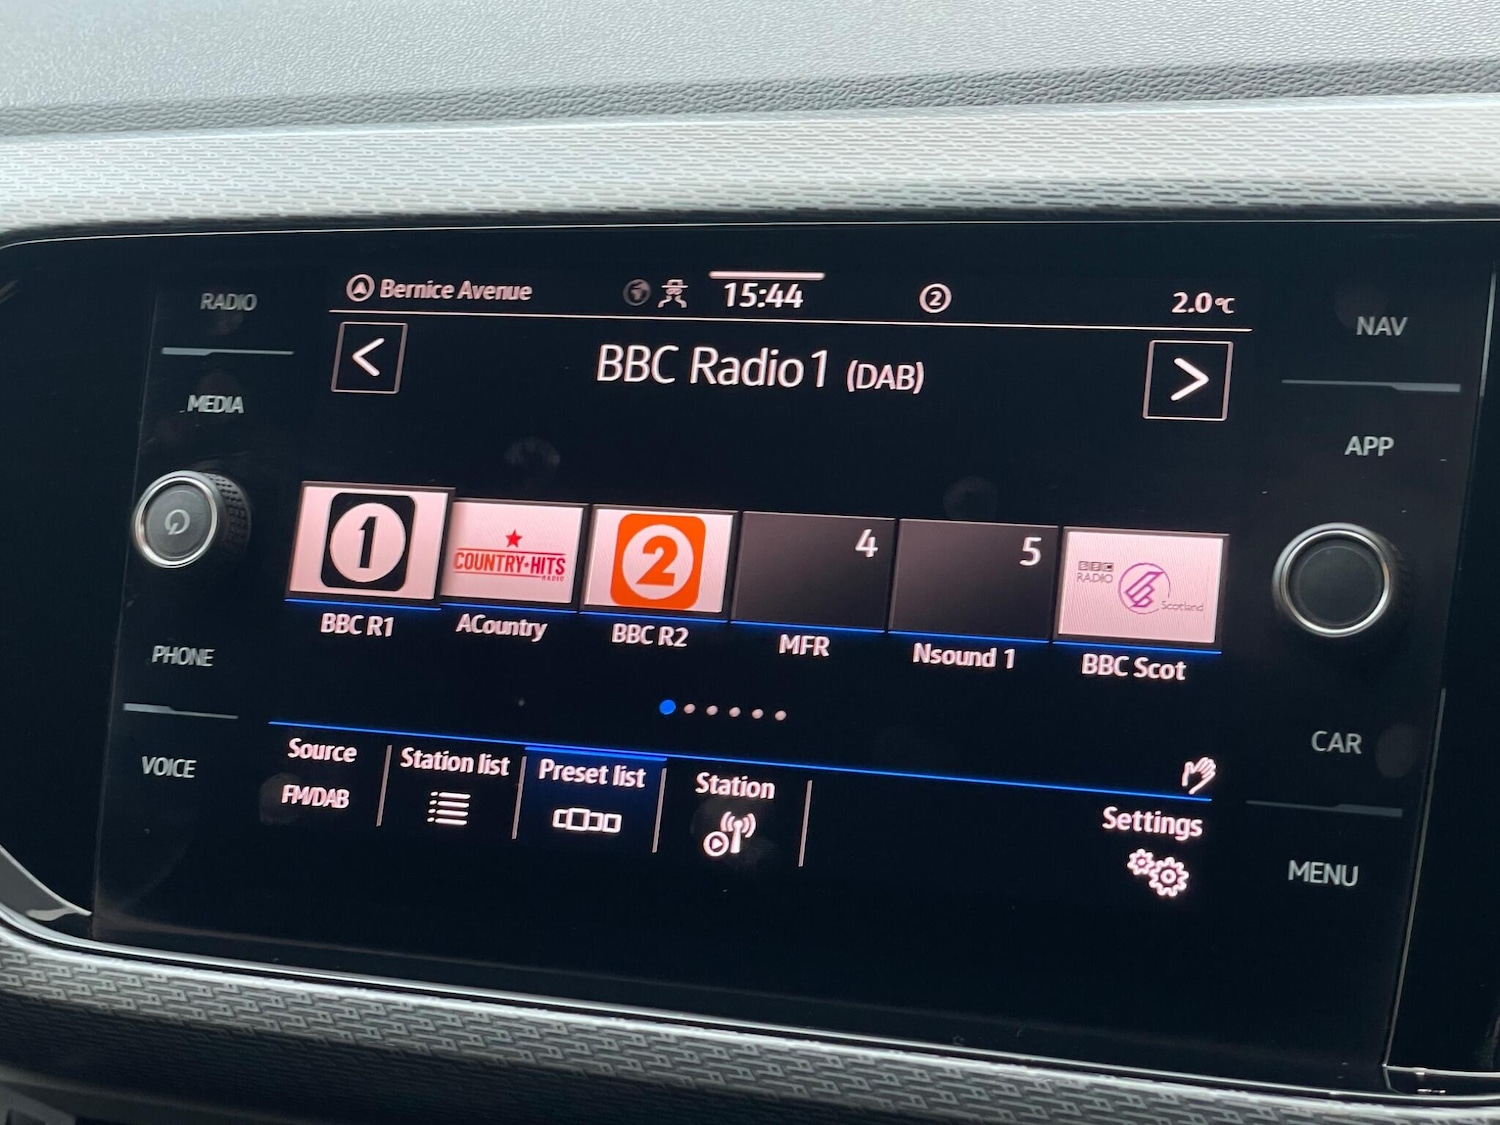 RADIO
MEDIA
PHONE
VOICE
Bernice Avenue 15:44 2 2.0°C
< BBC Radio 1 (DAB) >
1
COUNTRY HITS
RADIO
2
4
5
BBC
RADIO
Scotland
BBC R1 ACountry BBC R2 MFR Nsound 1 BBC Scot
Source Station list Preset list Station Settings
FM/DAB
NAV
APP
CAR
MENU